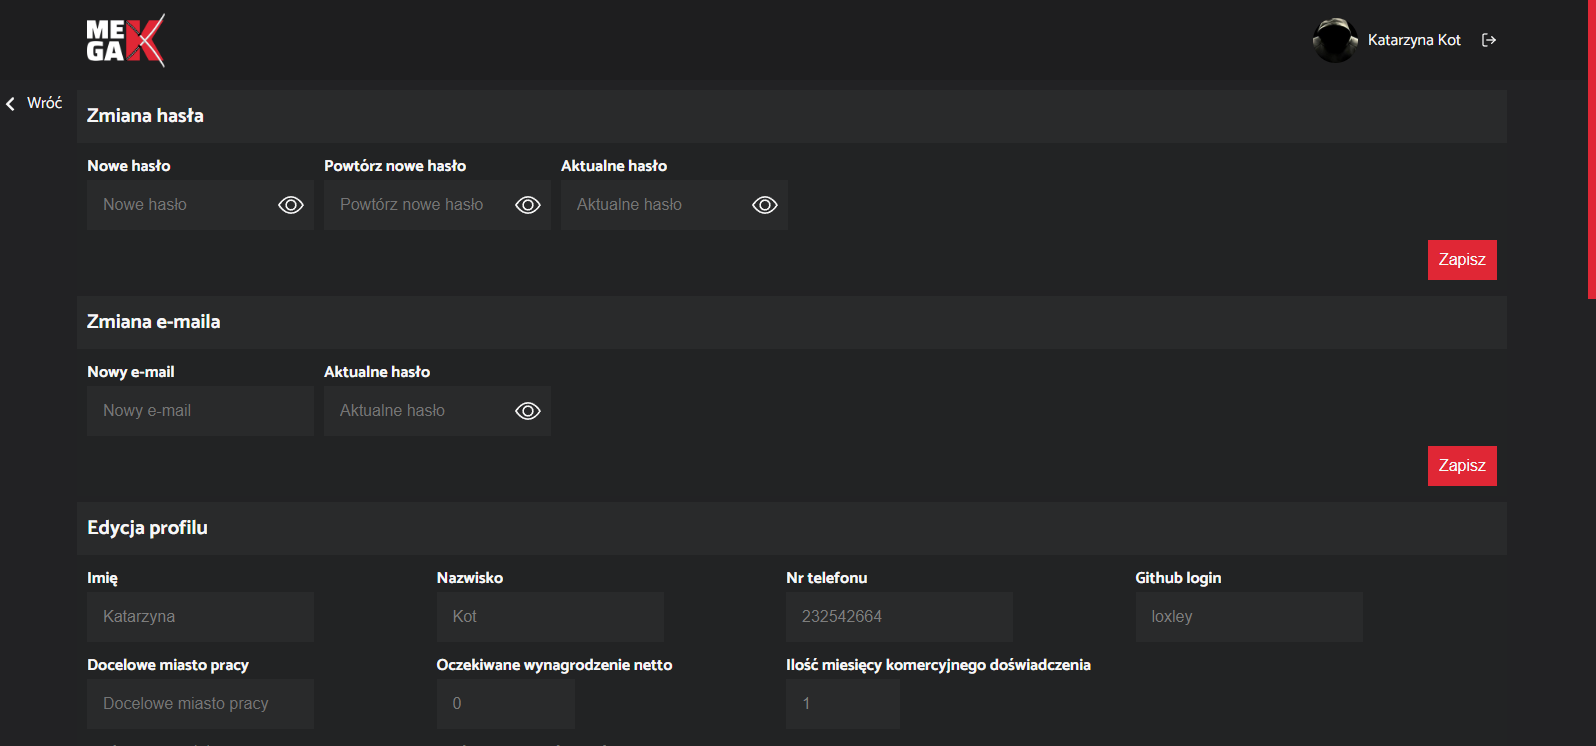 MEGAK
Katarzyna Kot
Wróć
Zmiana hasła
Nowe hasło Powtórz nowe hasło Aktualne hasło
Nowe hasło Powtórz nowe hasło Aktualne hasło
Zapisz
Zmiana e-maila
Nowy e-mail Aktualne hasło
Nowy e-mail Aktualne hasło
Zapisz
Edycja profilu
Imię Nazwisko Nr telefonu Github login
Katarzyna Kot 232542664 loxley
Docelowe miasto pracy Oczekiwane wynagrodzenie netto Ilość miesięcy komercyjnego doświadczenia
Docelowe miasto pracy 0 1